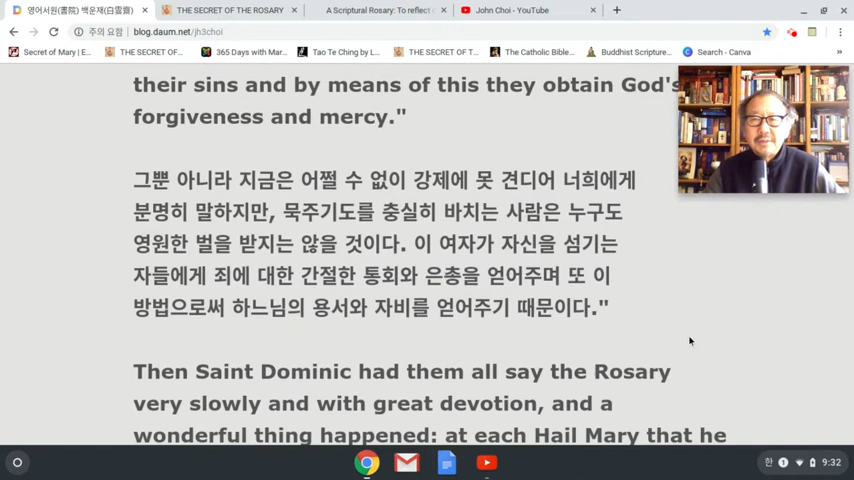 영어서원(書院) 백운재(白雲齋)
THE SECRET OF THE ROSARY
A Scriptural Rosary: To reflect
John Choi - YouTube
주의 요함
blog.daum.net/jh3choi
Secret of Mary | E...
THE SECRET OF...
365 Days with Mar...
Tao Te Ching by L...
THE SECRET OF T...
The Catholic Bible...
Buddhist Scripture...
Search - Canva
their sins and by means of this they obtain God's
forgiveness and mercy."
그뿐 아니라 지금은 어쩔 수 없이 강제에 못 견디어 너희에게
분명히 말하지만, 묵주기도를 충실히 바치는 사람은 누구도
영원한 벌을 받지는 않을 것이다. 이 여자가 자신을 섬기는
자들에게 죄에 대한 간절한 통회와 은총을 얻어주며 또 이
방법으로써 하느님의 용서와 자비를 얻어주기 때문이다."
Then Saint Dominic had them all say the Rosary
very slowly and with great devotion, and a
wonderful thing happened: at each Hail Mary that he
한
9:32